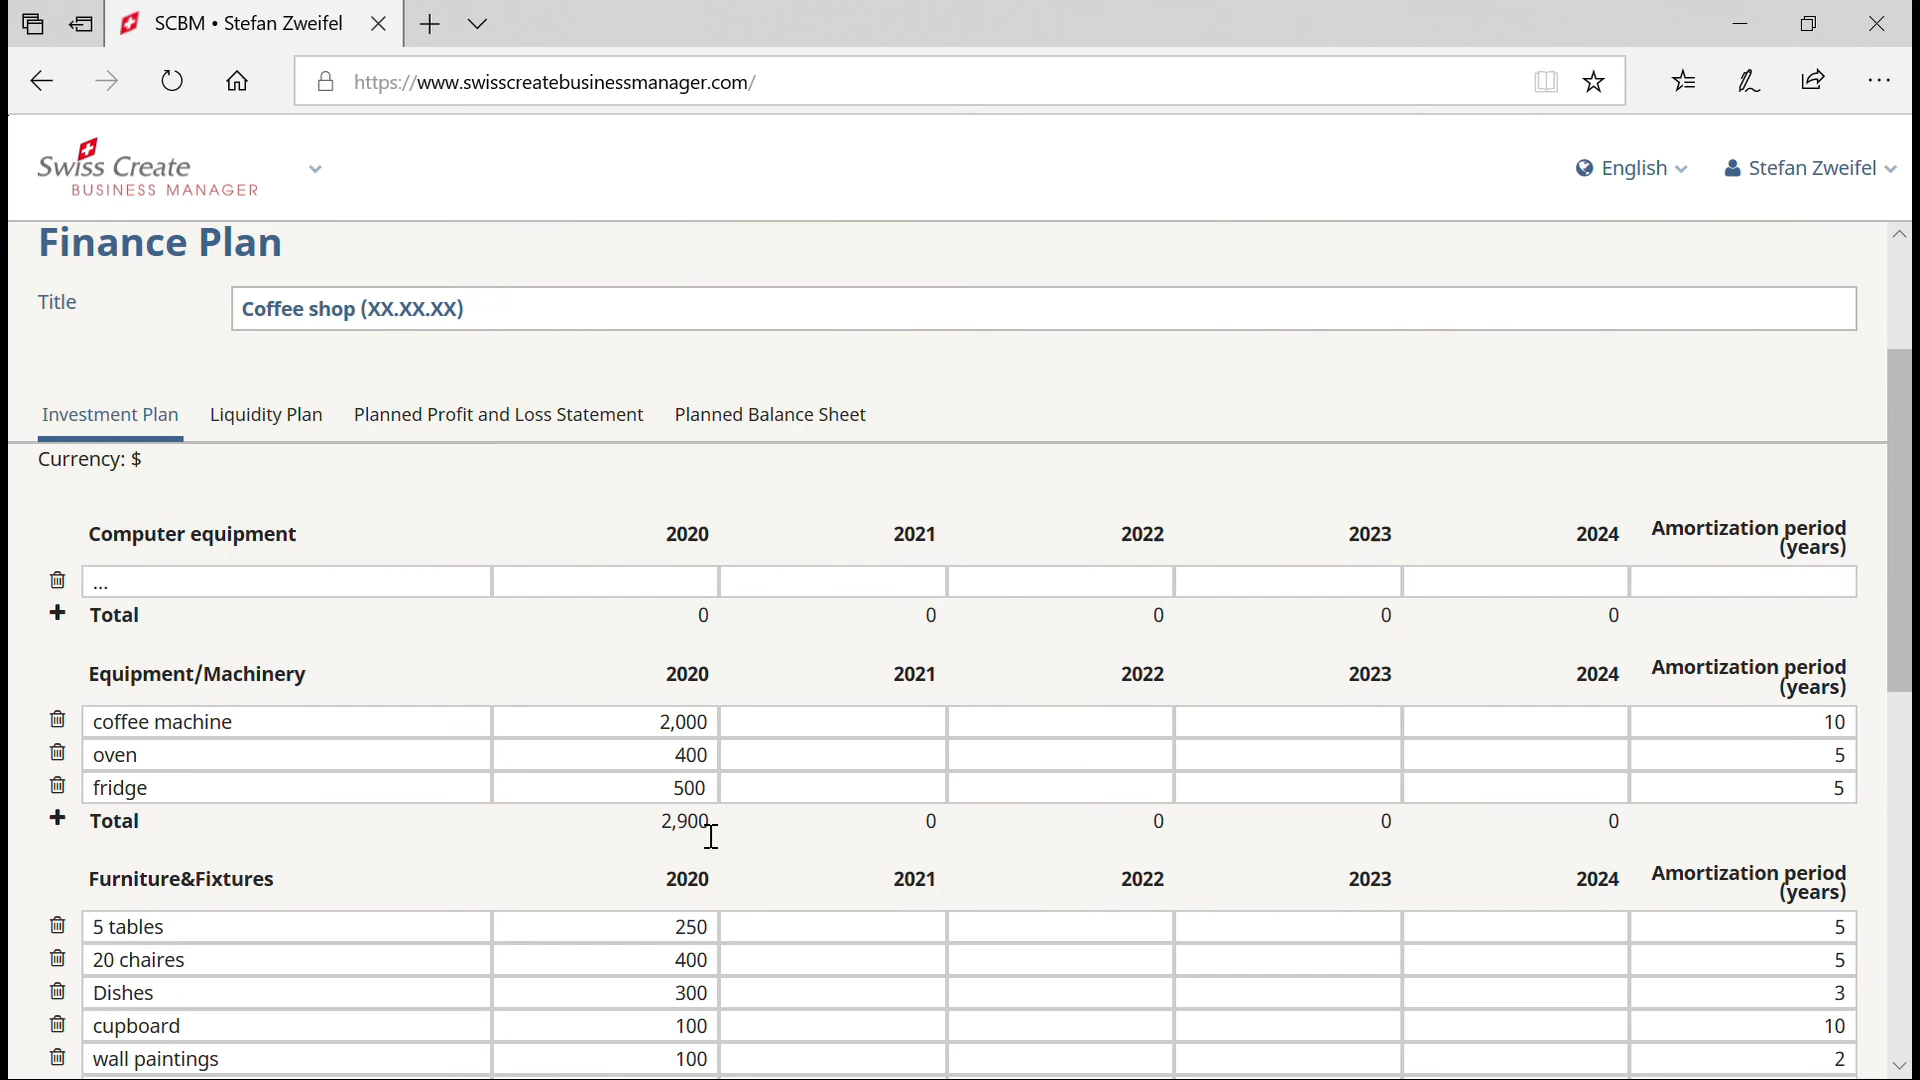 SCBM • Stefan Zweifel
https://www.swisscreatebusinessmanager.com/
Swiss Create
BUSINESS MANAGER
English
Stefan Zweifel
Finance Plan
Title
Coffee shop (XX.XX.XX)
Investment Plan Liquidity Plan Planned Profit and Loss Statement Planned Balance Sheet
Currency: $
Computer equipment 2020 2021 2022 2023 2024 Amortization period
(years)
...
Total 0 0 0 0 0
Equipment/Machinery 2020 2021 2022 2023 2024 Amortization period
(years)
coffee machine 2,000 10
oven 400 5
fridge 500 5
Total 2,900 0 0 0 0
Furniture&Fixtures 2020 2021 2022 2023 2024 Amortization period
(years)
5 tables 250 5
20 chaires 400 5
Dishes 300 3
cupboard 100 10
wall paintings 100 2